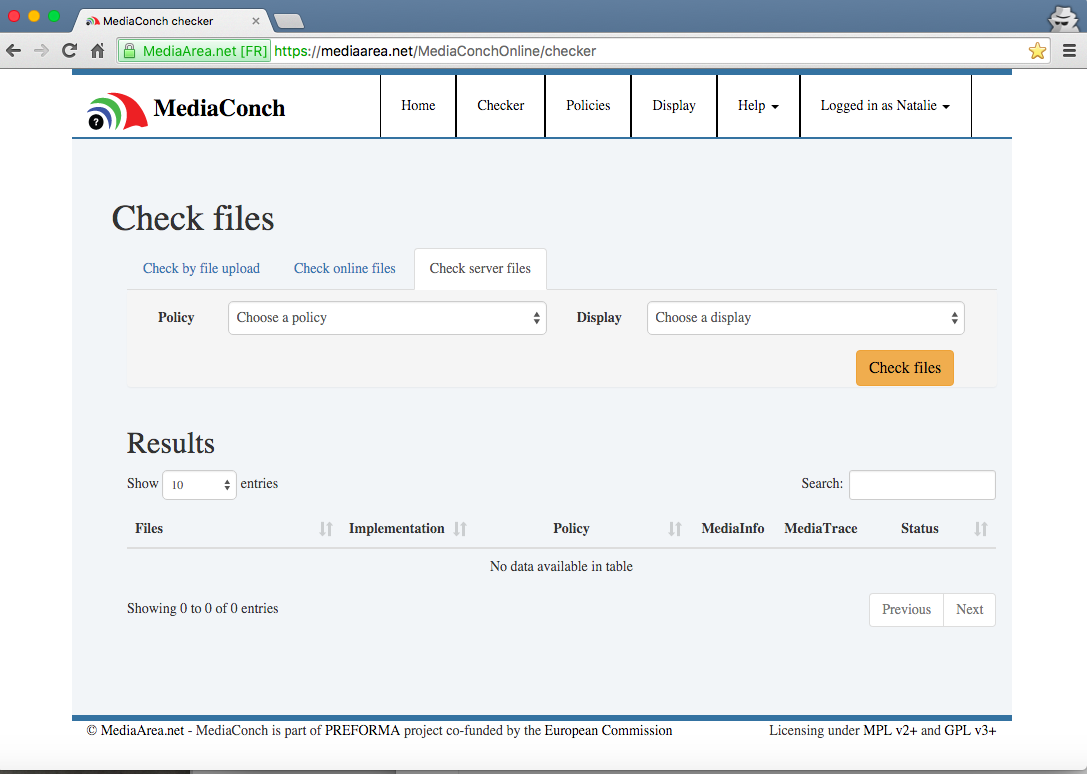 MediaConch checker
MediaArea.net [FR] https://mediaarea.net/MediaConchOnline/checker
? MediaConch Home Checker Policies Display Help Logged in as Natalie
Check files
Check by file upload Check online files Check server files
Policy Choose a policy Display Choose a display
Check files
Results
Show 10 entries Search:
Files Implementation Policy MediaInfo MediaTrace Status
No data available in table
Showing 0 to 0 of 0 entries Previous Next
© MediaArea.net - MediaConch is part of PREFORMA project co-funded by the European Commission Licensing under MPL v2+ and GPL v3+